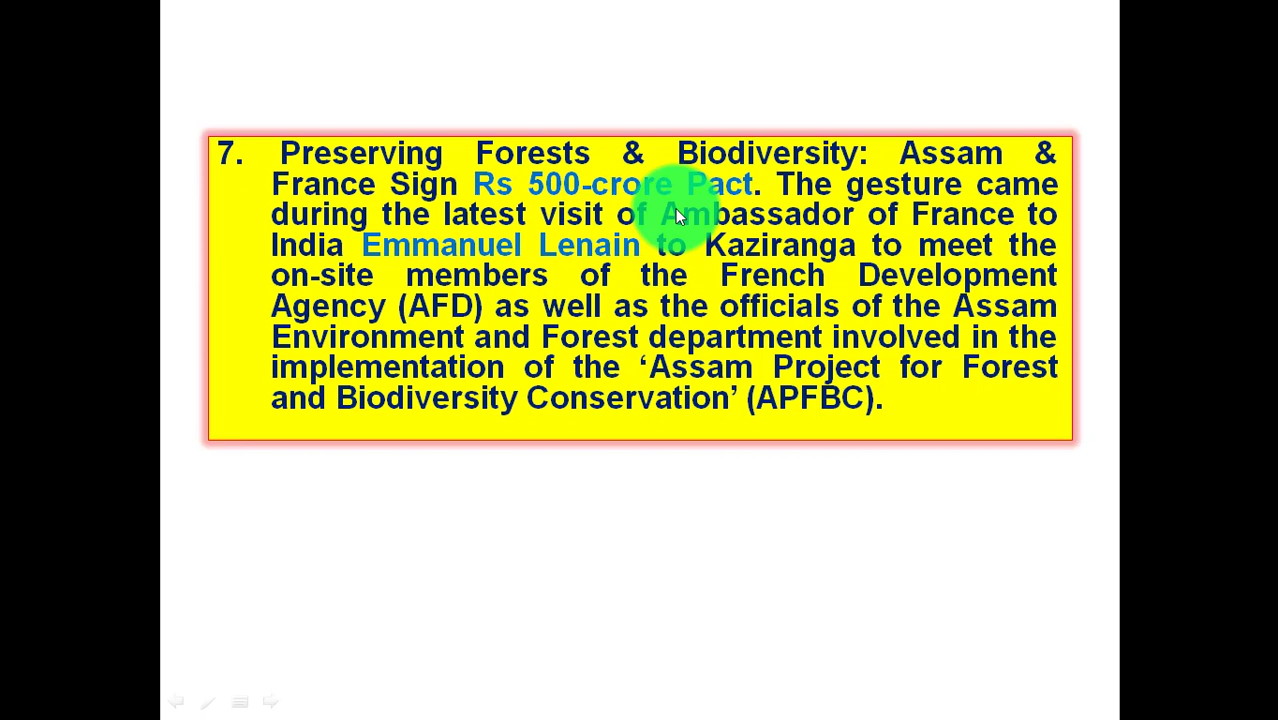 7. Preserving Forests & Biodiversity: Assam &
France Sign Rs 500-crore Pact. The gesture came
during the latest visit of Ambassador of France to
India Emmanuel Lenain to Kaziranga to meet the
on-site members of the French Development
Agency (AFD) as well as the officials of the Assam
Environment and Forest department involved in the
implementation of the ‘Assam Project for Forest
and Biodiversity Conservation’ (APFBC).